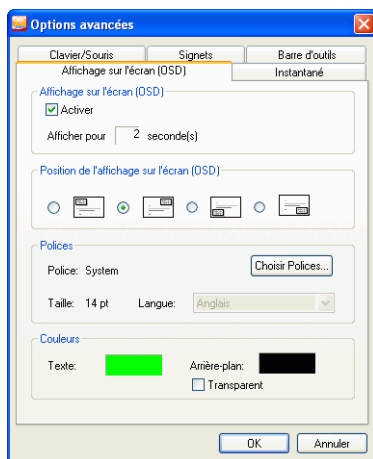 Options avancées
Clavier/Souris Signets Barre d'outils
Affichage sur l'écran (OSD) Instantané
Affichage sur l'écran (OSD)
Activer
Afficher pour 2 seconde(s)
Position de l'affichage sur l'écran (OSD)
Polices
Police: System Choisir Polices...
Taille: 14 pt Langue: Anglais
Couleurs
Texte: Arrière-plan:
Transparent
OK Annuler